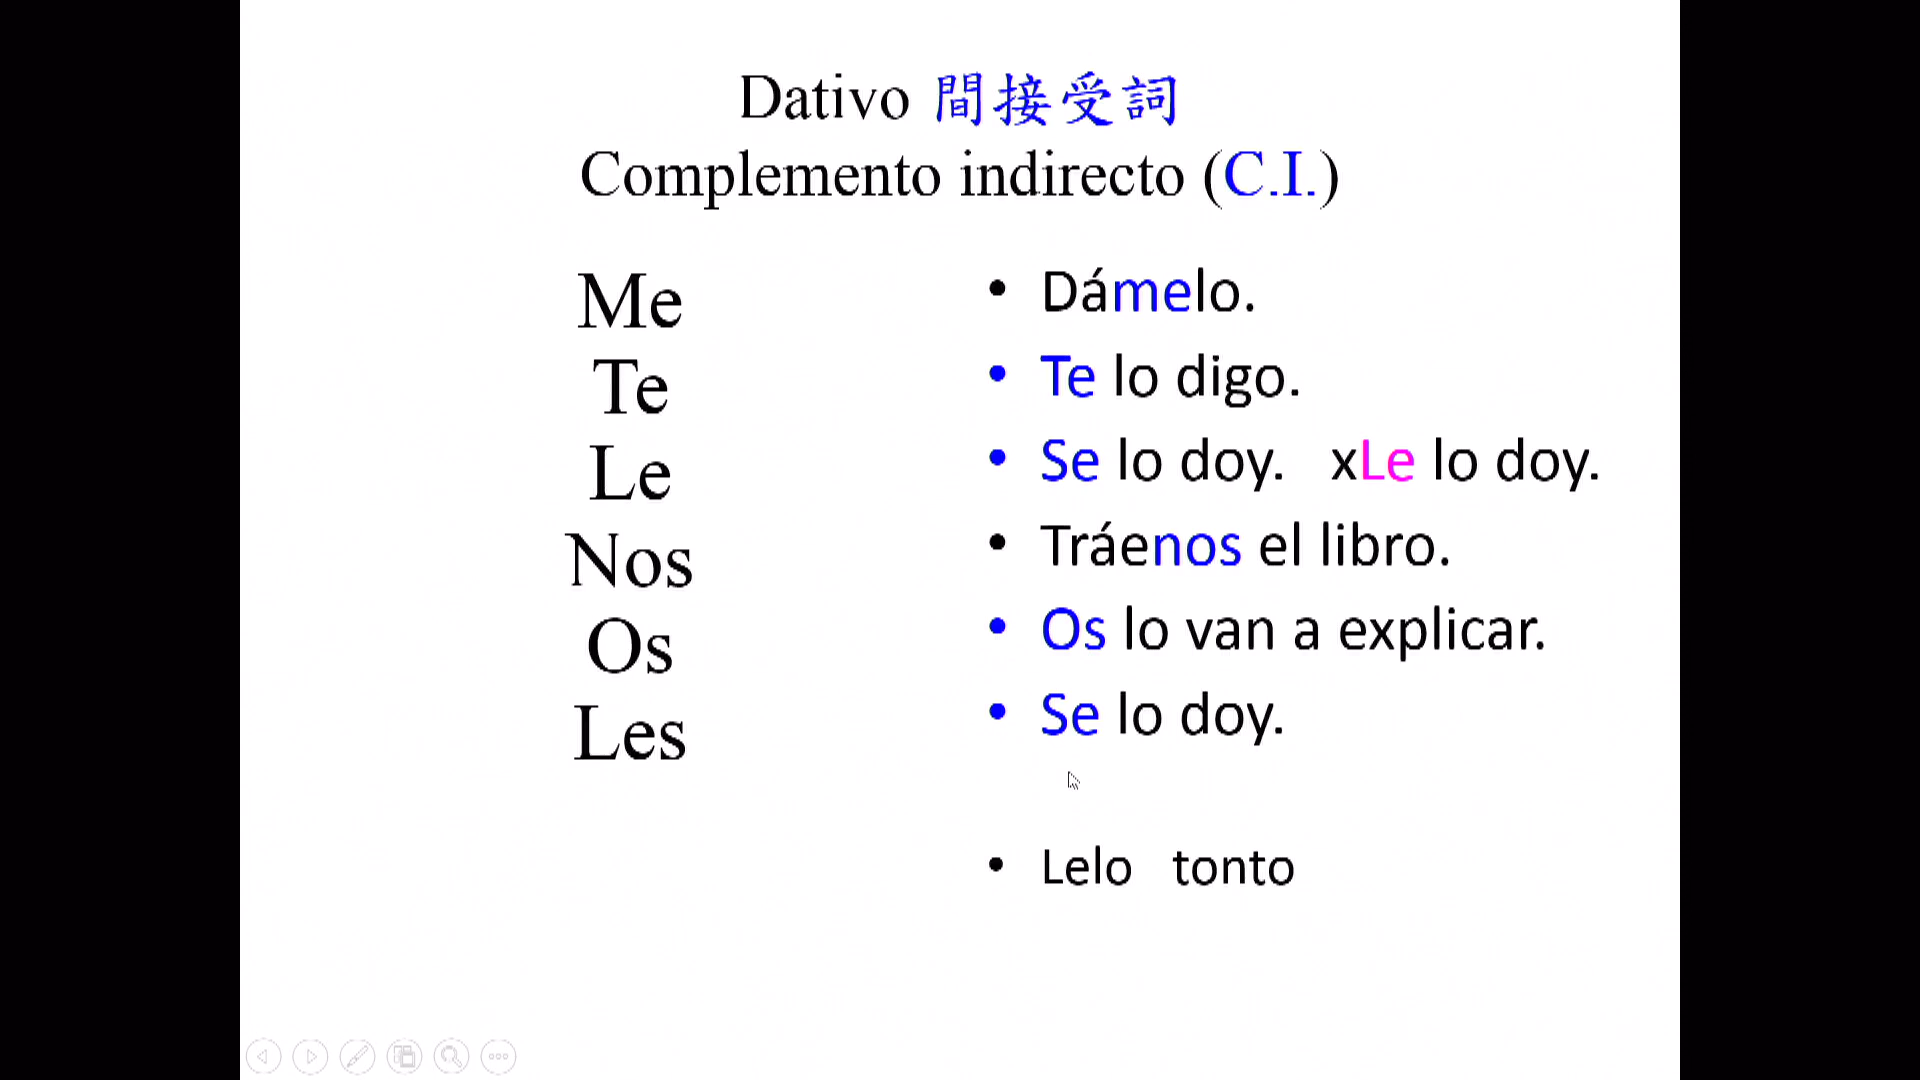 Dativo 間接受詞
Complemento indirecto (C.I.)
Me
Te
Le
Nos
Os
Les
• Dámelo.
• Te lo digo.
• Se lo doy. xLe lo doy.
• Tráenos el libro.
• Os lo van a explicar.
• Se lo doy.
• Lelo tonto